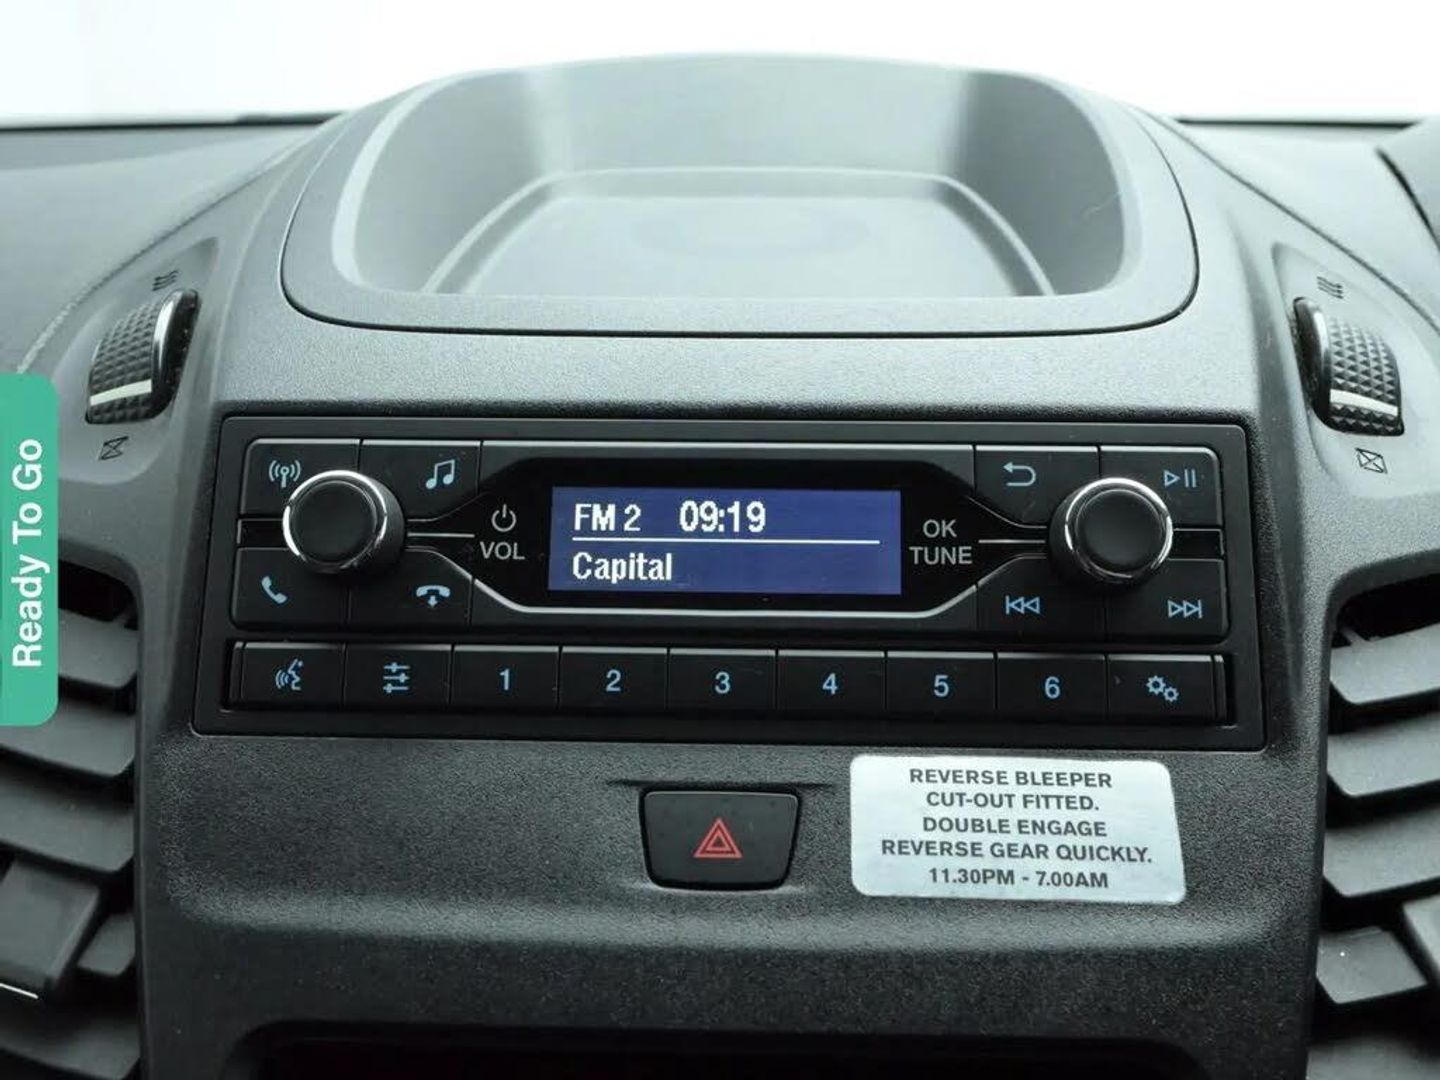 Ready To Go
VOL
FM 2 09:19
Capital
OK
TUNE
1 2 3 4 5 6
REVERSE BLEEPER
CUT-OUT FITTED.
DOUBLE ENGAGE
REVERSE GEAR QUICKLY.
11.30PM - 7.00AM